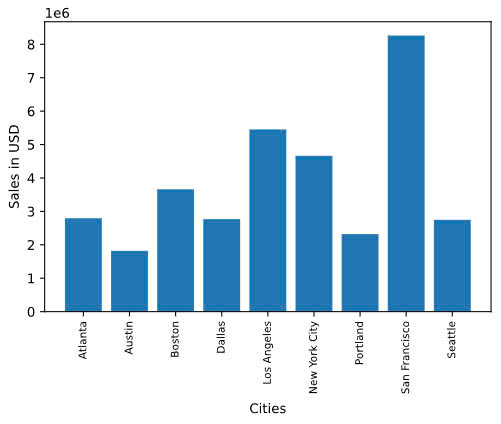 1e6
8
7
6
5
4
3
2
1
0
Sales in USD
Atlanta
Austin
Boston
Dallas
Los Angeles
New York City
Portland
San Francisco
Seattle
Cities